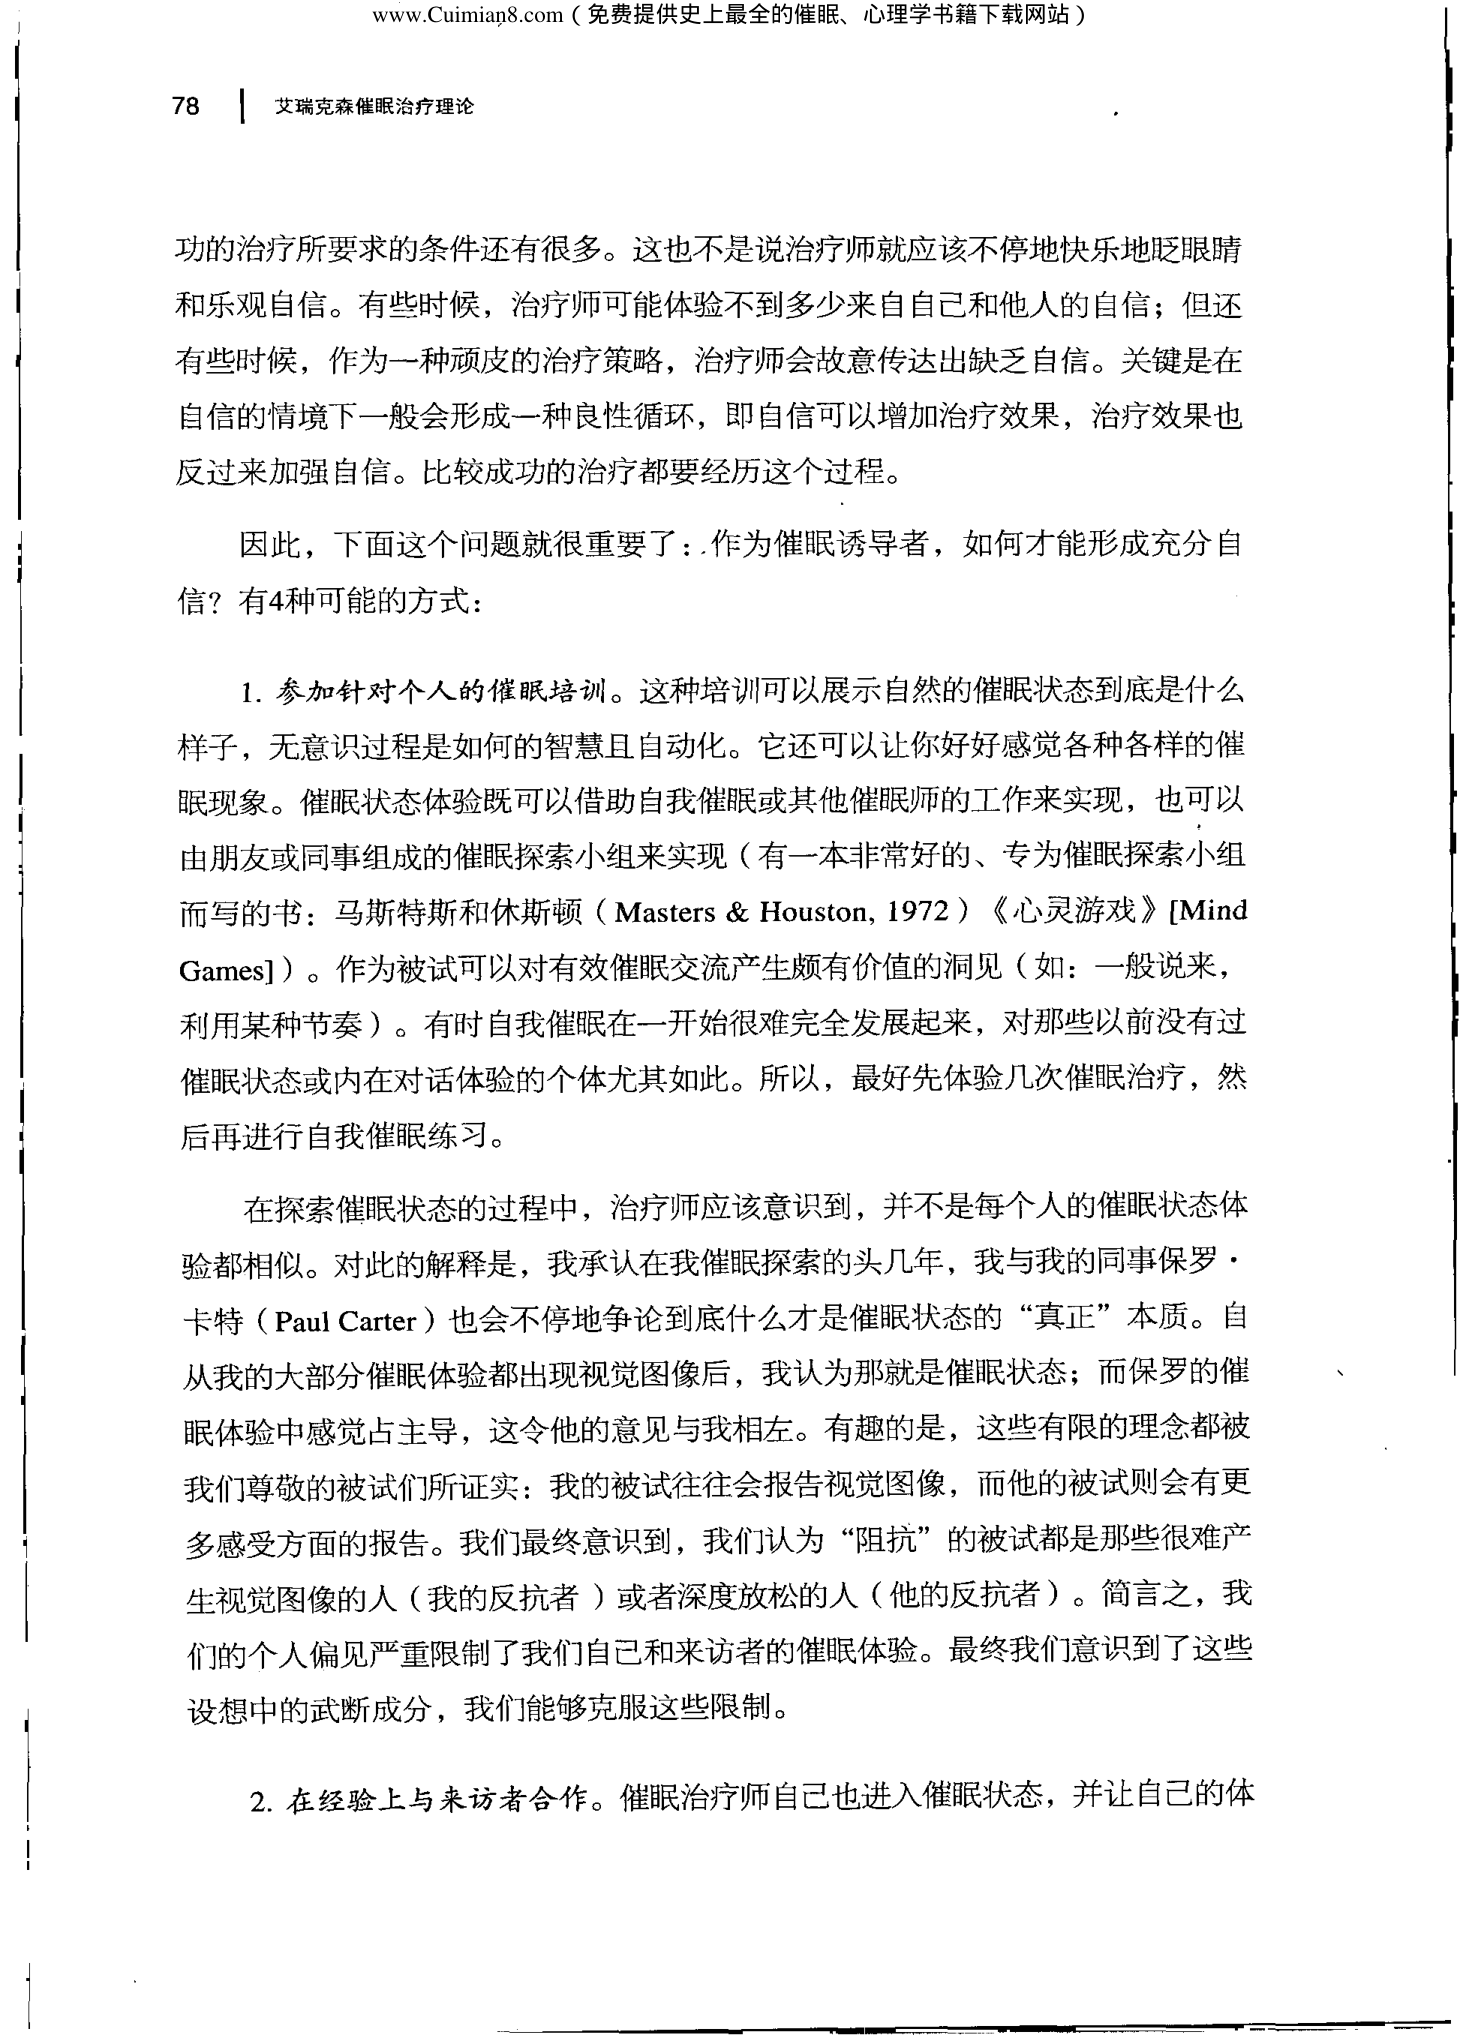 www.Cuimian8.com（免费提供史上最全的催眠、心理学书籍下载网站）
78 | 艾瑞克森催眠治疗理论
功的治疗所要求的条件还有很多。这也不是说治疗师就应该不停地快乐地眨眼睛
和乐观自信。有些时候，治疗师可能体验不到多少来自自己和他人的自信；但还
有些时候，作为一种顽皮的治疗策略，治疗师会故意传达出缺乏自信。关键是在
自信的情境下一般会形成一种良性循环，即自信可以增加治疗效果，治疗效果也
反过来加强自信。比较成功的治疗都要经历这个过程。
因此，下面这个问题就很重要了：作为催眠诱导者，如何才能形成充分自
信？有4种可能的方式：
1. 参加针对个人的催眠培训。这种培训可以展示自然的催眠状态到底是什么
样子，无意识过程是如何的智慧且自动化。它还可以让你好好感觉各种各样的催
眠现象。催眠状态体验既可以借助自我催眠或其他催眠师的工作来实现，也可以
由朋友或同事组成的催眠探索小组来实现（有一本非常好的、专为催眠探索小组
而写的书：马斯特斯和休斯顿（Masters & Houston, 1972）《心灵游戏》[Mind
Games]）。作为被试可以对有效催眠交流产生颇有价值的洞见（如：一般说来，
利用某种节奏）。有时自我催眠在一开始很难完全发展起来，对那些以前没有过
催眠状态或内在对话体验的个体尤其如此。所以，最好先体验几次催眠治疗，然
后再进行自我催眠练习。
在探索催眠状态的过程中，治疗师应该意识到，并不是每个人的催眠状态体
验都相似。对此的解释是，我承认在我催眠探索的头几年，我与我的同事保罗·
卡特（Paul Carter）也会不停地争论到底什么才是催眠状态的“真正”本质。自
从我的大部分催眠体验都出现视觉图像后，我认为那就是催眠状态；而保罗的催
眠体验中感觉占主导，这令他的意见与我相左。有趣的是，这些有限的理念都被
我们尊敬的被试们所证实：我的被试往往会报告视觉图像，而他的被试则会有更
多感受方面的报告。我们最终意识到，我们认为“阻抗”的被试都是那些很难产
生视觉图像的人（我的反抗者）或者深度放松的人（他的反抗者）。简言之，我
们的个人偏见严重限制了我们自己和来访者的催眠体验。最终我们意识到了这些
设想中的武断成分，我们能够克服这些限制。
2. 在经验上与来访者合作。催眠治疗师自己也进入催眠状态，并让自己的体